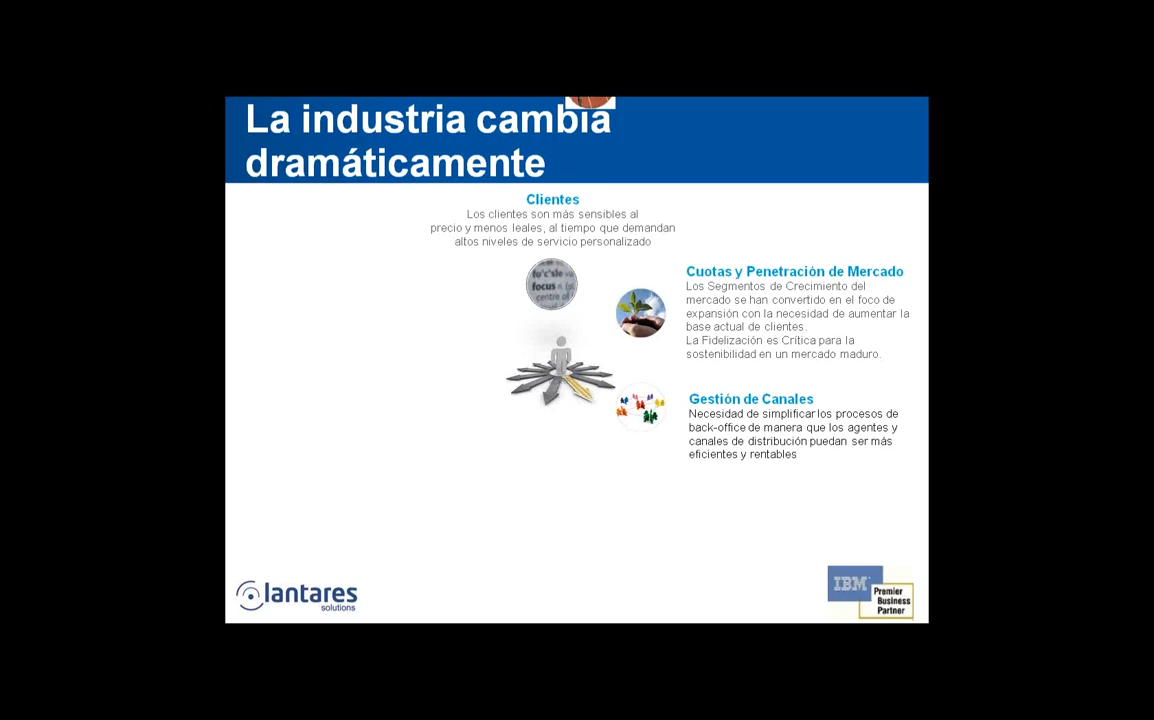 La industria cambia
dramáticamente
Clientes
Los clientes son más sensibles al
precio y menos leales, al tiempo que demandan
altos niveles de servicio personalizado
fo'c'sle
focus
centre of
Cuotas y Penetración de Mercado
Los Segmentos de Crecimiento del
mercado se han convertido en el foco de
expansión con la necesidad de aumentar la
base actual de clientes.
La Fidelización es Crítica para la
sostenibilidad en un mercado maduro.
Gestión de Canales
Necesidad de simplificar los procesos de
back-office de manera que los agentes y
canales de distribución puedan ser más
eficientes y rentables
lantares
solutions
IBM
Premier
Business
Partner